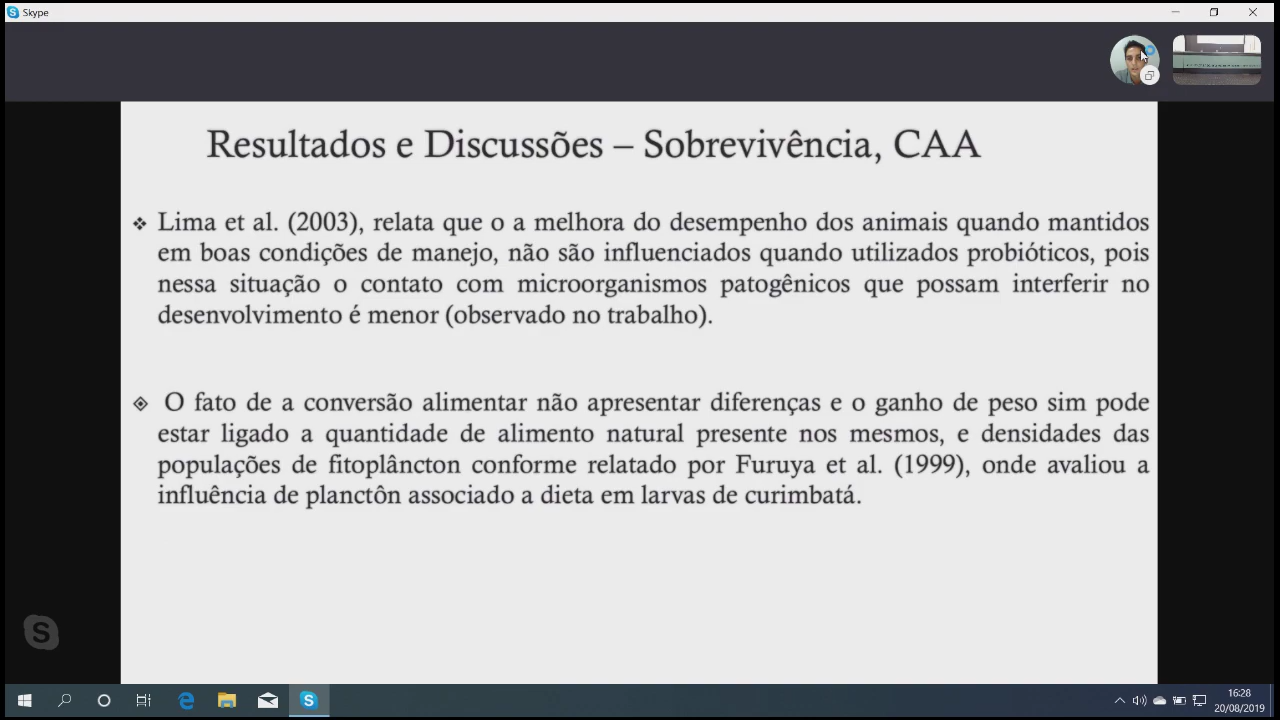 Skype
Resultados e Discussões – Sobrevivência, CAA
❖ Lima et al. (2003), relata que o a melhora do desempenho dos animais quando mantidos
em boas condições de manejo, não são influenciados quando utilizados probióticos, pois
nessa situação o contato com microorganismos patogênicos que possam interferir no
desenvolvimento é menor (observado no trabalho).
◈ O fato de a conversão alimentar não apresentar diferenças e o ganho de peso sim pode
estar ligado a quantidade de alimento natural presente nos mesmos, e densidades das
populações de fitoplâncton conforme relatado por Furuya et al. (1999), onde avaliou a
influência de planctôn associado a dieta em larvas de curimbatá.
16:28
20/08/2019